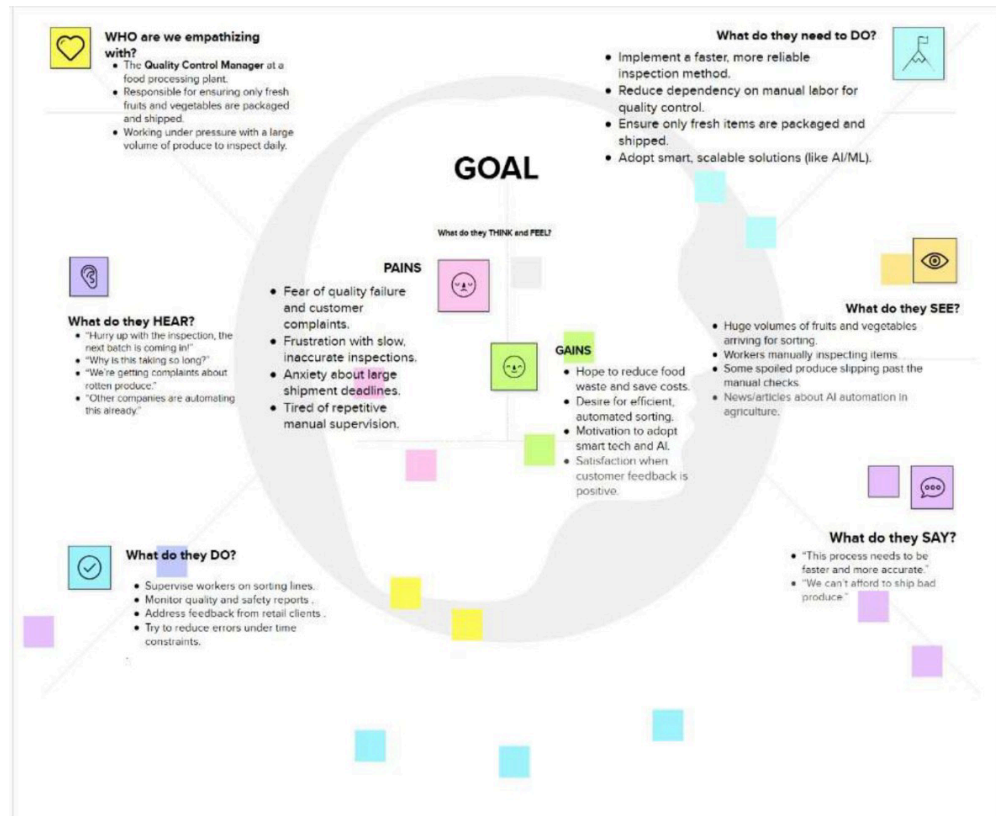 WHO are we empathizing
with?
• The Quality Control Manager at a
food processing plant.
• Responsible for ensuring only fresh
fruits and vegetables are packaged
and shipped.
• Working under pressure with a large
volume of produce to inspect daily.
What do they need to DO?
• Implement a faster, more reliable
inspection method.
• Reduce dependency on manual labor for
quality control.
• Ensure only fresh items are packaged and
shipped.
• Adopt smart, scalable solutions (like AI/ML).
GOAL
What do they THINK and FEEL?
PAINS
• Fear of quality failure
and customer
complaints.
• Frustration with slow,
inaccurate inspections.
• Anxiety about large
shipment deadlines.
• Tired of repetitive
manual supervision.
GAINS
• Hope to reduce food
waste and save costs.
• Desire for efficient,
automated sorting.
• Motivation to adopt
smart tech and AI.
• Satisfaction when
customer feedback is
positive.
What do they HEAR?
• "Hurry up with the inspection, the
next batch is coming in!"
• "Why is this taking so long?"
• "We're getting complaints about
rotten produce."
• "Other companies are automating
this already."
What do they SEE?
• Huge volumes of fruits and vegetables
arriving for sorting.
• Workers manually inspecting items.
• Some spoiled produce slipping past the
manual checks.
• News/articles about AI automation in
agriculture.
What do they DO?
• Supervise workers on sorting lines.
• Monitor quality and safety reports .
• Address feedback from retail clients .
• Try to reduce errors under time
constraints.
.
What do they SAY?
• "This process needs to be
faster and more accurate."
• "We can't afford to ship bad
produce."